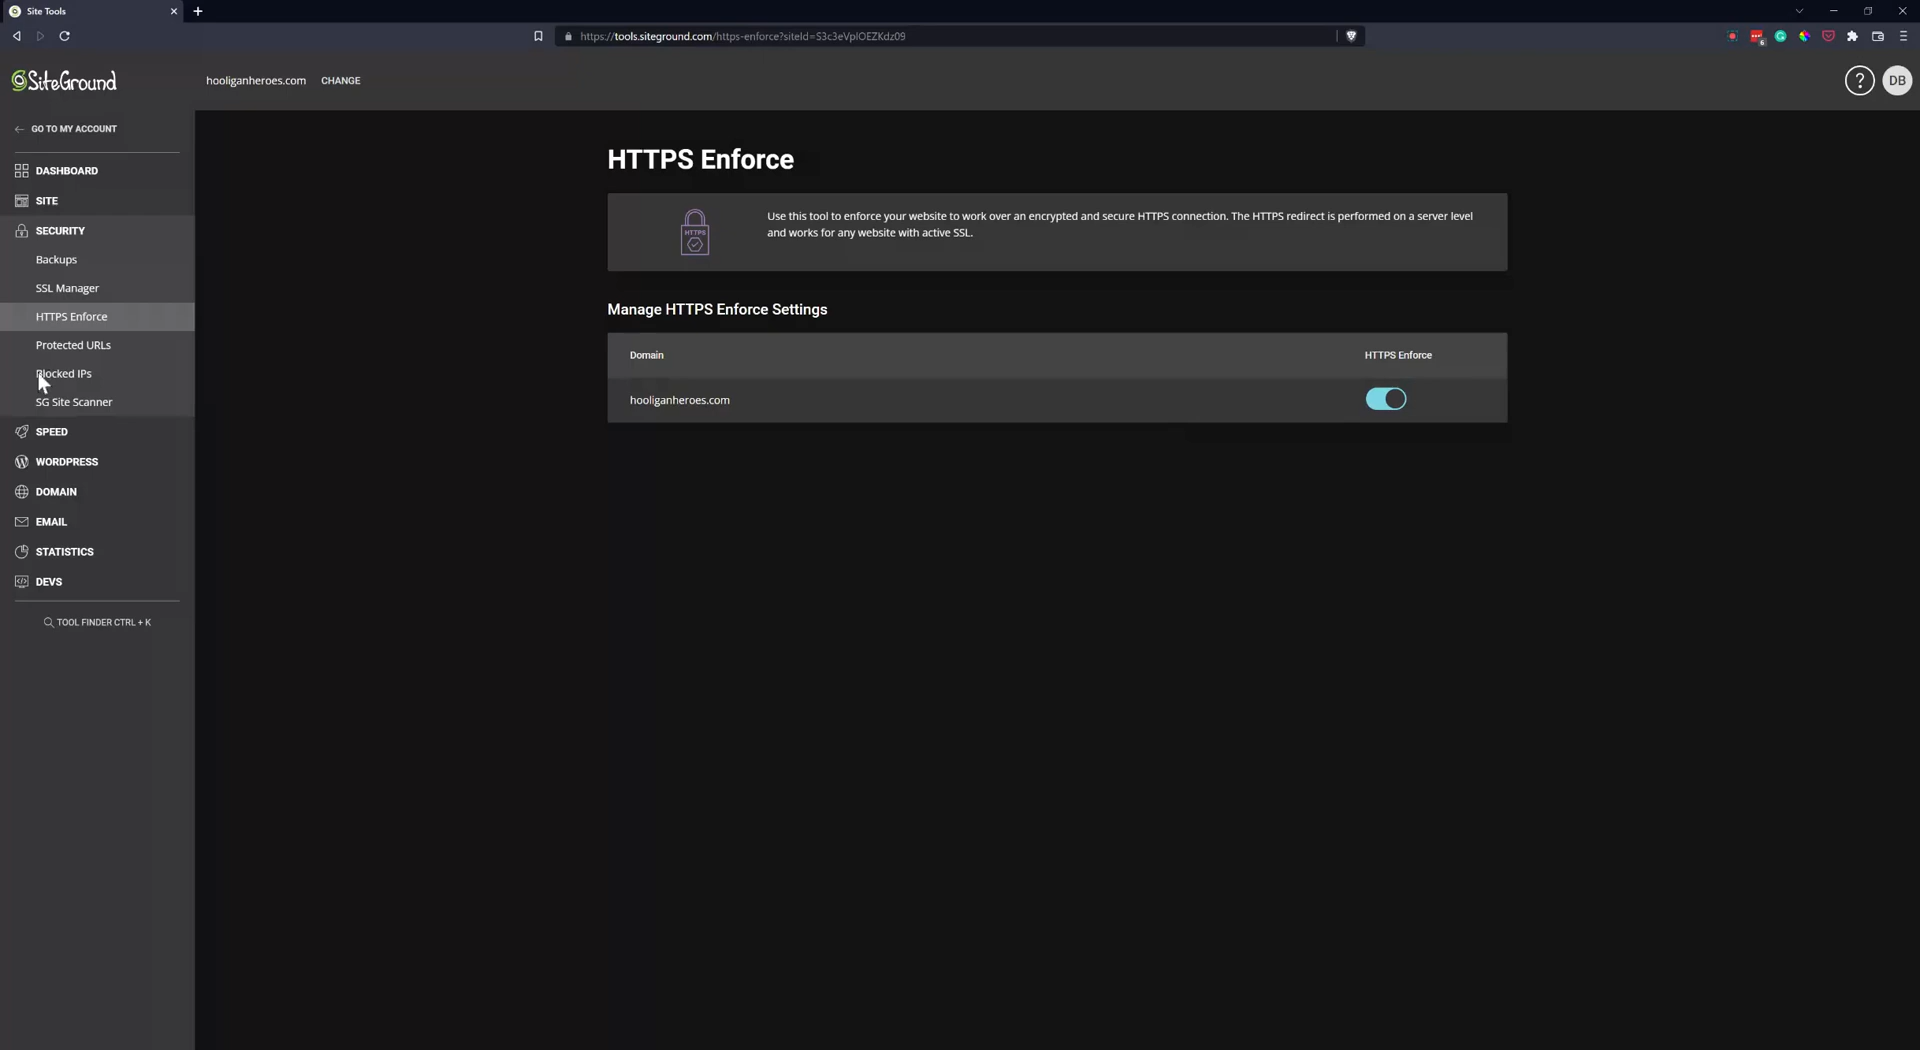 Site Tools
https://tools.siteground.com/https-enforce?siteId=S3c3eVplOEZKdz09
6
SiteGround
hooliganheroes.com CHANGE
?
DB
GO TO MY ACCOUNT
DASHBOARD
SITE
SECURITY
Backups
SSL Manager
HTTPS Enforce
Protected URLs
Blocked IPs
SG Site Scanner
SPEED
WORDPRESS
DOMAIN
EMAIL
STATISTICS
DEVS
TOOL FINDER CTRL + K
HTTPS Enforce
HTTPS
Use this tool to enforce your website to work over an encrypted and secure HTTPS connection. The HTTPS redirect is performed on a server level
and works for any website with active SSL.
Manage HTTPS Enforce Settings
Domain HTTPS Enforce
hooliganheroes.com